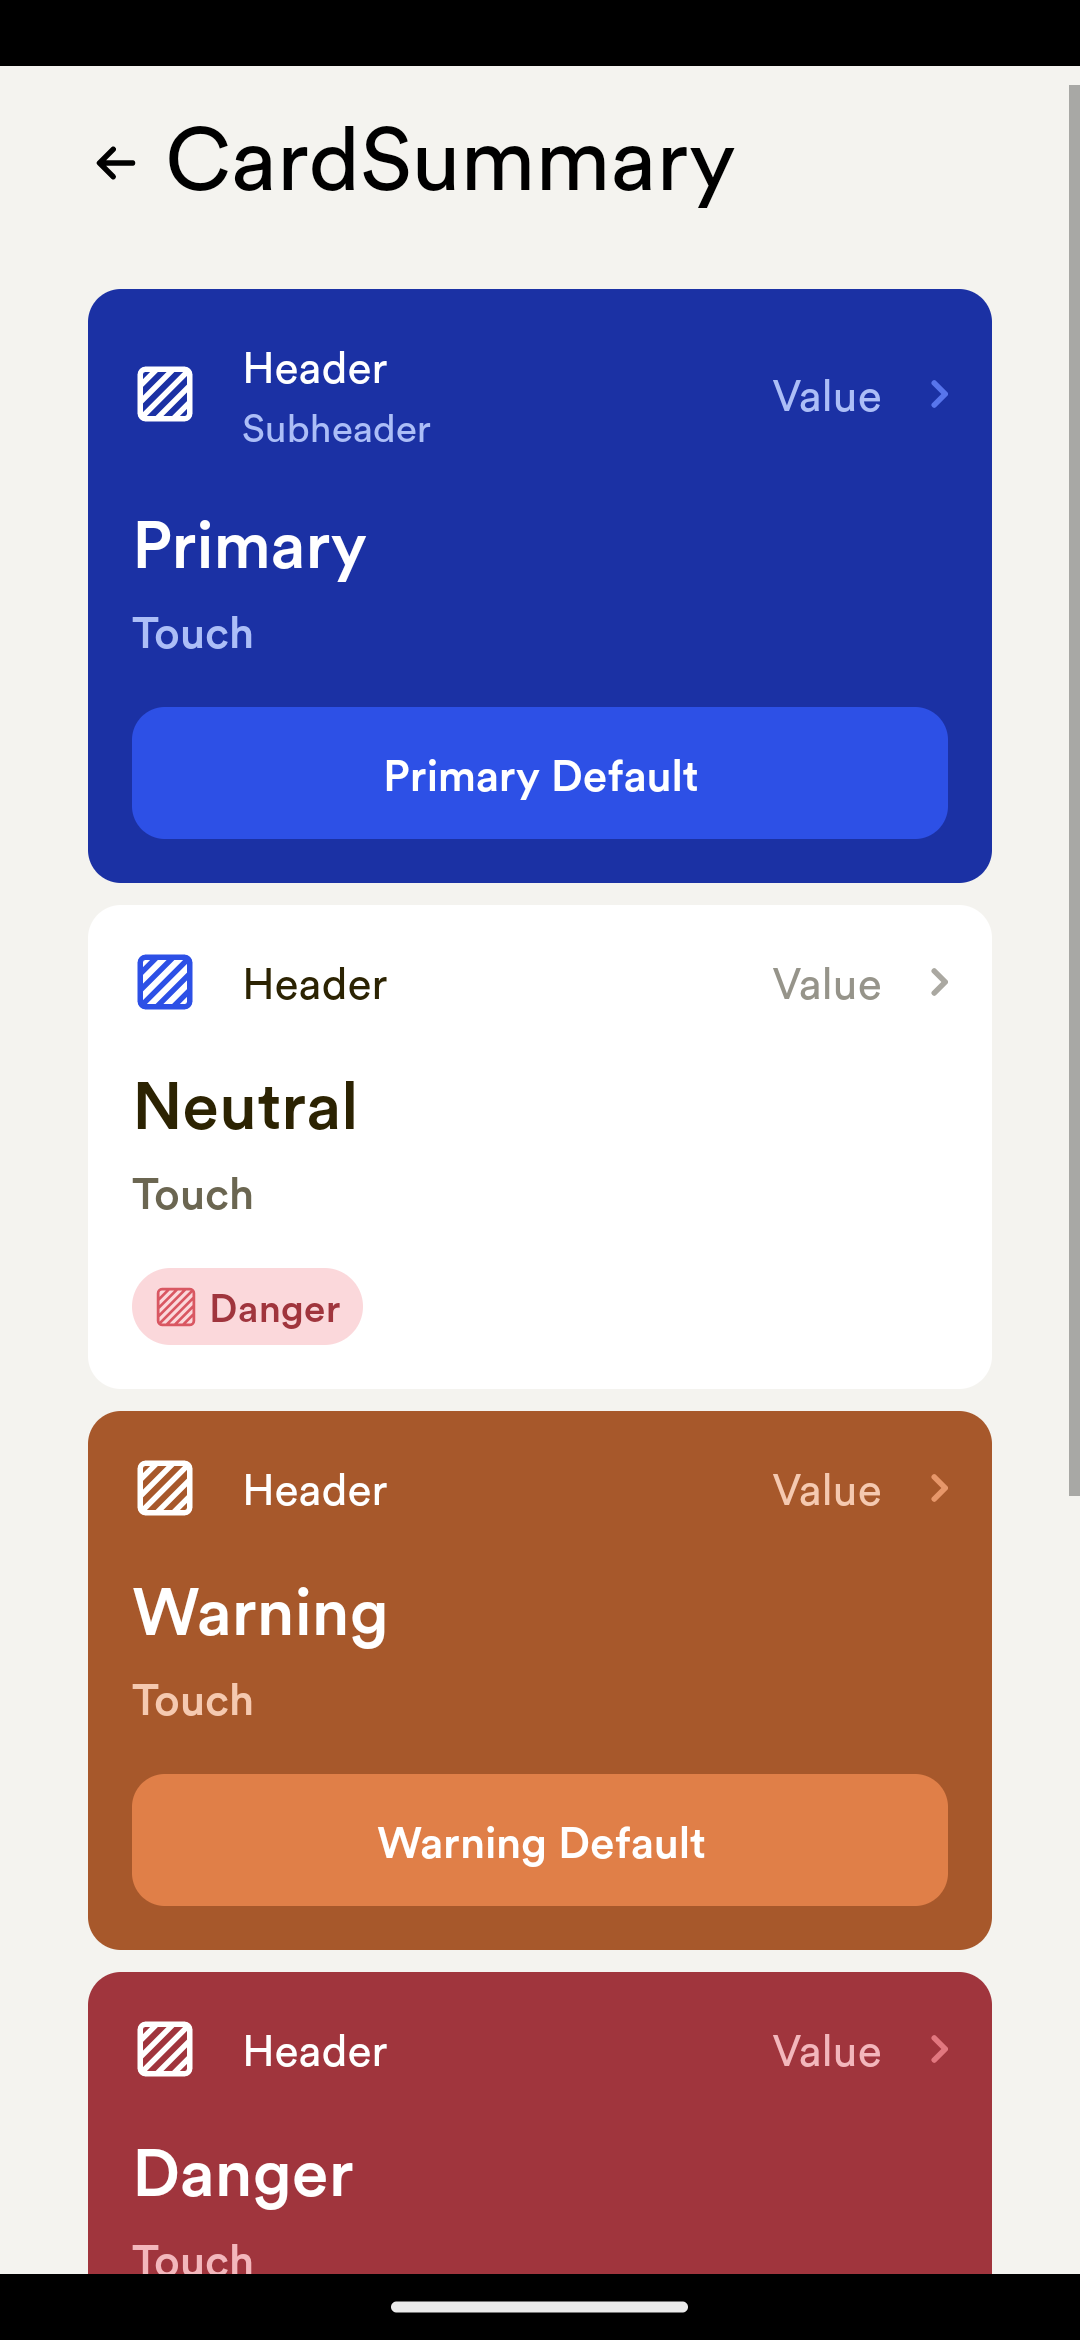 CardSummary
Header
Subheader
Value
Primary
Touch
Primary Default
Header
Value
Neutral
Touch
Danger
Header
Value
Warning
Touch
Warning Default
Header
Value
Danger
Touch